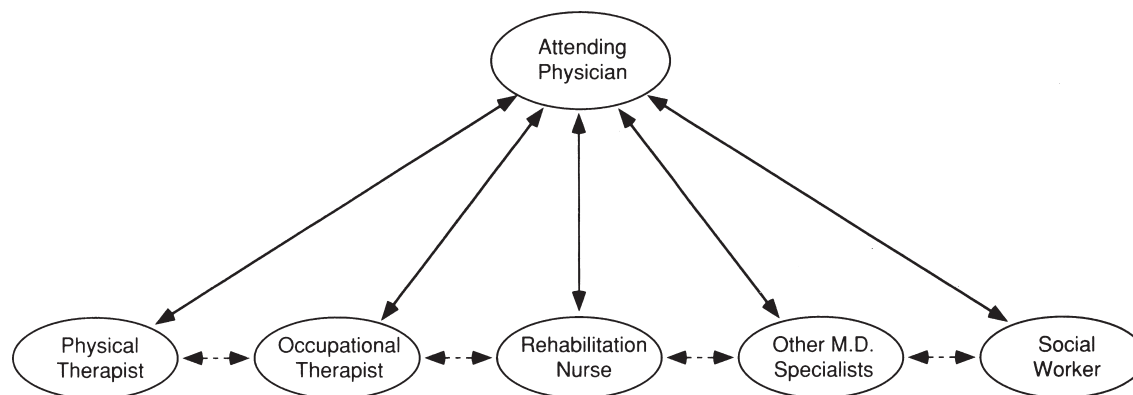 Attending
Physician
Physical
Therapist
Occupational
Therapist
Rehabilitation
Nurse
Other M.D.
Specialists
Social
Worker